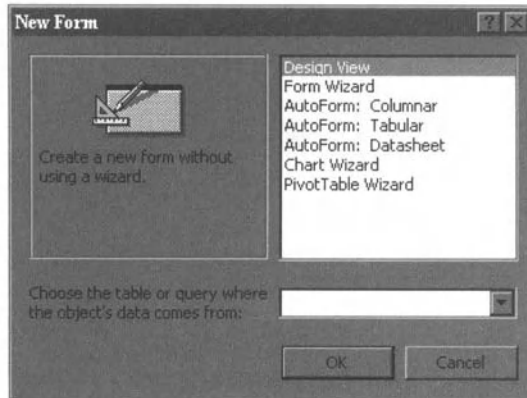 New Form
Create a new form without
using a wizard.
Design View
Form Wizard
AutoForm: Columnar
AutoForm: Tabular
AutoForm: Datasheet
Chart Wizard
PivotTable Wizard
Choose the table or query where
the object's data comes from:
OK
Cancel